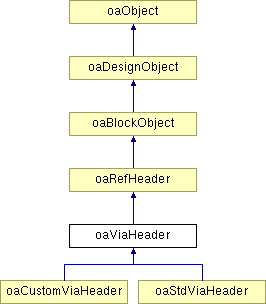 oaObject
oaDesignObject
oaBlockObject
oaRefHeader
oaViaHeader
oaCustomViaHeader
oaStdViaHeader